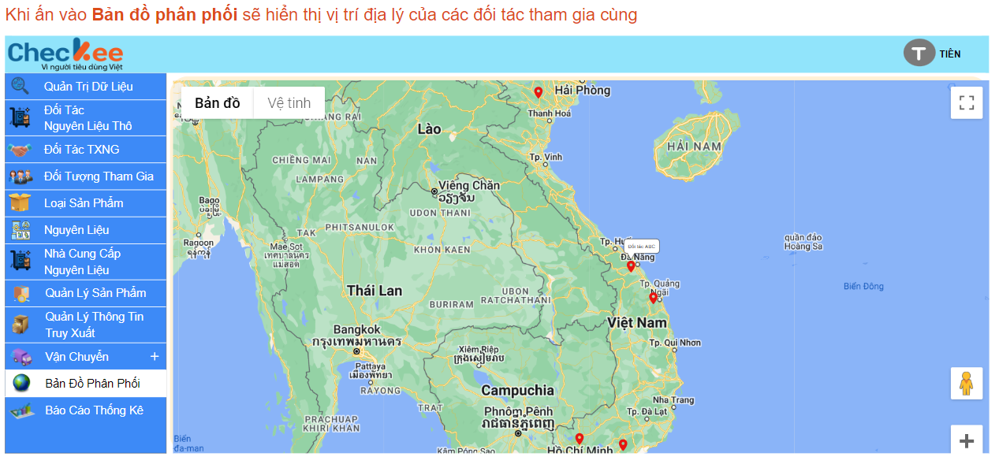 Khi ấn vào Bản đồ phân phối sẽ hiển thị vị trí địa lý của các đối tác tham gia cùng
Checkee
Vì người tiêu dùng Việt
T TIÊN
Quản Trị Dữ Liệu
Đối Tác
Nguyên Liệu Thô
Đối Tác TXNG
Đối Tượng Tham Gia
Loại Sản Phẩm
Nguyên Liệu
Nhà Cung Cấp
Nguyên Liệu
Quản Lý Sản Phẩm
Quản Lý Thông Tin
Truy Xuất
Vận Chuyển +
Bản Đồ Phân Phối
Báo Cáo Thống Kê
Bản đồ Vệ tinh
Hải Phòng
Thanh Hoá
Lào
HẢI NAM
CHIỀNG MAI
NAN
Tp. Vinh
LAMPANG
Viêng Chăn
ວຽງຈັນ
Bago
UDON THANI
TAK
PHITSANULOK
Ragoon
ရန်ကုန်
Mae Sot
เทศบาลนคร
แม่สอด
KHON KAEN
Tp. Huế
Đối tác ABC
Đà Nẵng
quần đảo
Hoàng Sa
Biển Đông
Tp. Quảng
Ngãi
Thái Lan
UBON
RATCHATHANI
BURIRAM
Việt Nam
Bangkok
กรุงเทพมหานคร
Tp. Qui Nhơn
Xiêm Riệp
ក្រុងសៀមរាប
Pattaya
เมืองพัทยา
RAYONG
Campuchia
TRAT
Nha Trang
Phnôm Pênh
រាជធានីភ្នំពេញ
Tp. Đà Lạt
PRACHUAP
KHIRI KHAN
Biển
đa-man
Kâm Póng Sao
Hồ Chí Minh